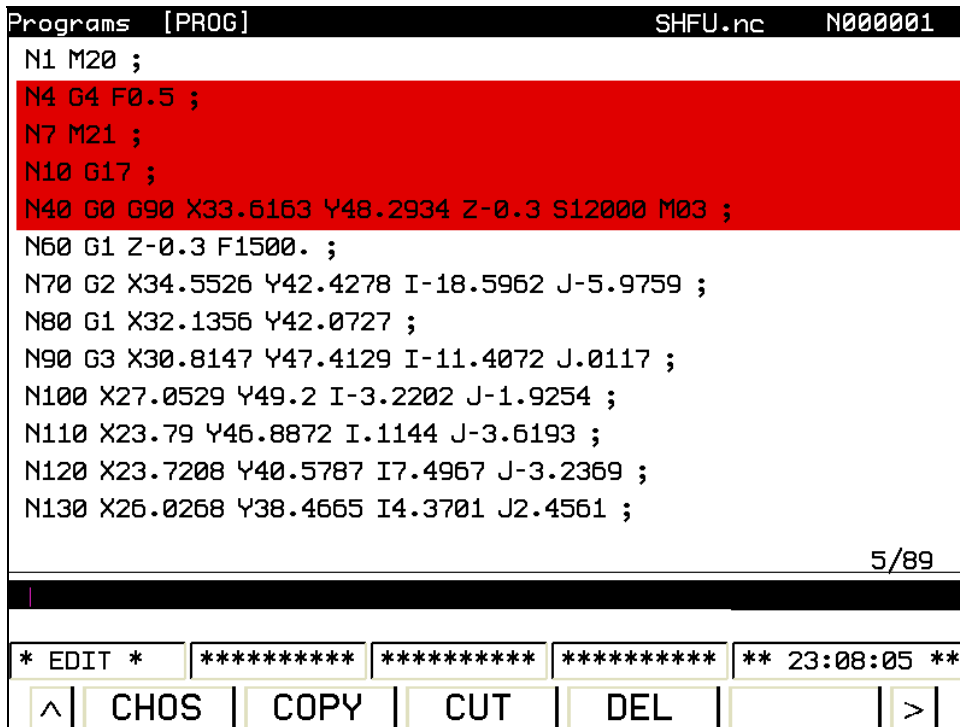 Programs [PROG] SHFU.nc N000001
N1 M20 ;
N4 G4 F0.5 ;
N7 M21 ;
N10 G17 ;
N40 G0 G90 X33.6163 Y48.2934 Z-0.3 S12000 M03 ;
N60 G1 Z-0.3 F1500. ;
N70 G2 X34.5526 Y42.4278 I-18.5962 J-5.9759 ;
N80 G1 X32.1356 Y42.0727 ;
N90 G3 X30.8147 Y47.4129 I-11.4072 J.0117 ;
N100 X27.0529 Y49.2 I-3.2202 J-1.9254 ;
N110 X23.79 Y46.8872 I.1144 J-3.6193 ;
N120 X23.7208 Y40.5787 I7.4967 J-3.2369 ;
N130 X26.0268 Y38.4665 I4.3701 J2.4561 ;
5/89
* EDIT * ********** ********** ********** ** 23:08:05 **
^ CHOS COPY CUT DEL >